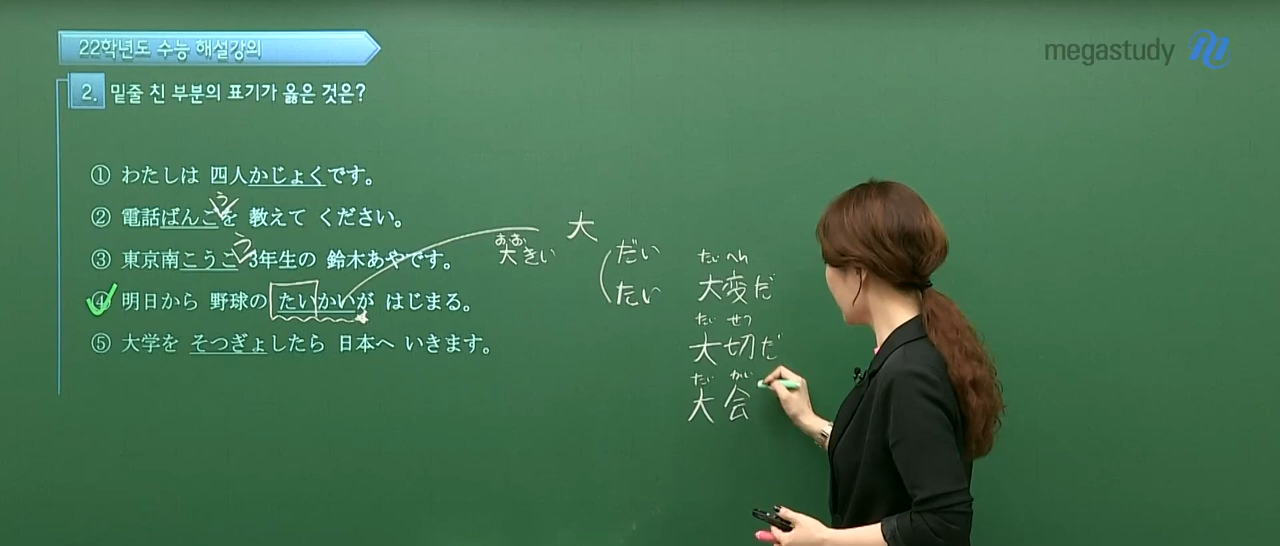 22학년도 수능 해설강의
megastudy
2. 밑줄 친 부분의 표기가 옳은 것은?
① わたしは 四人かじょくです。
う
② 電話ばんごを 教えて ください。
う
③ 東京南こうこ 3年生の 鈴木あやです。
④ 明日から 野球の たいかいが はじまる。
⑤ 大学を そつぎょしたら 日本へ いきます。
大
おお
大きい
だい
たい
たいへん
大変だ
たい せつ
大切だ
たい かい
大会